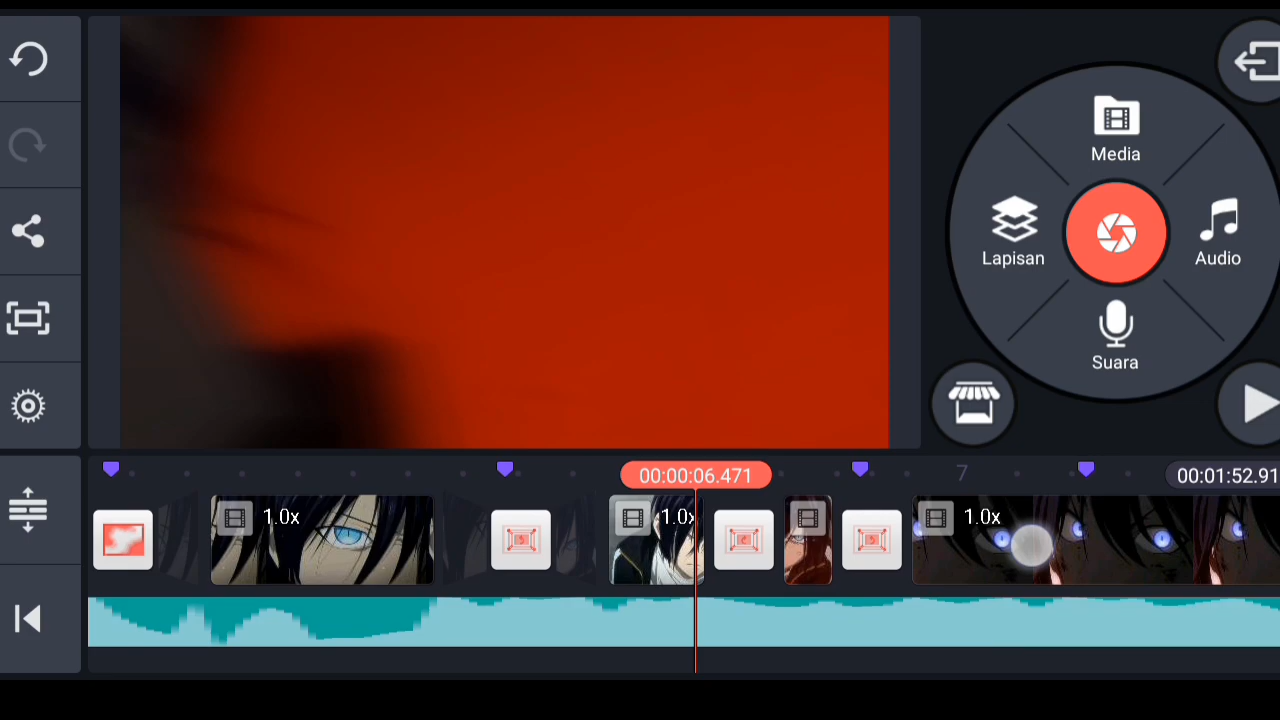 Media
Lapisan
Audio
Suara
00:00:06.471
7
00:01:52.91
1.0x
1.0x
1.0x